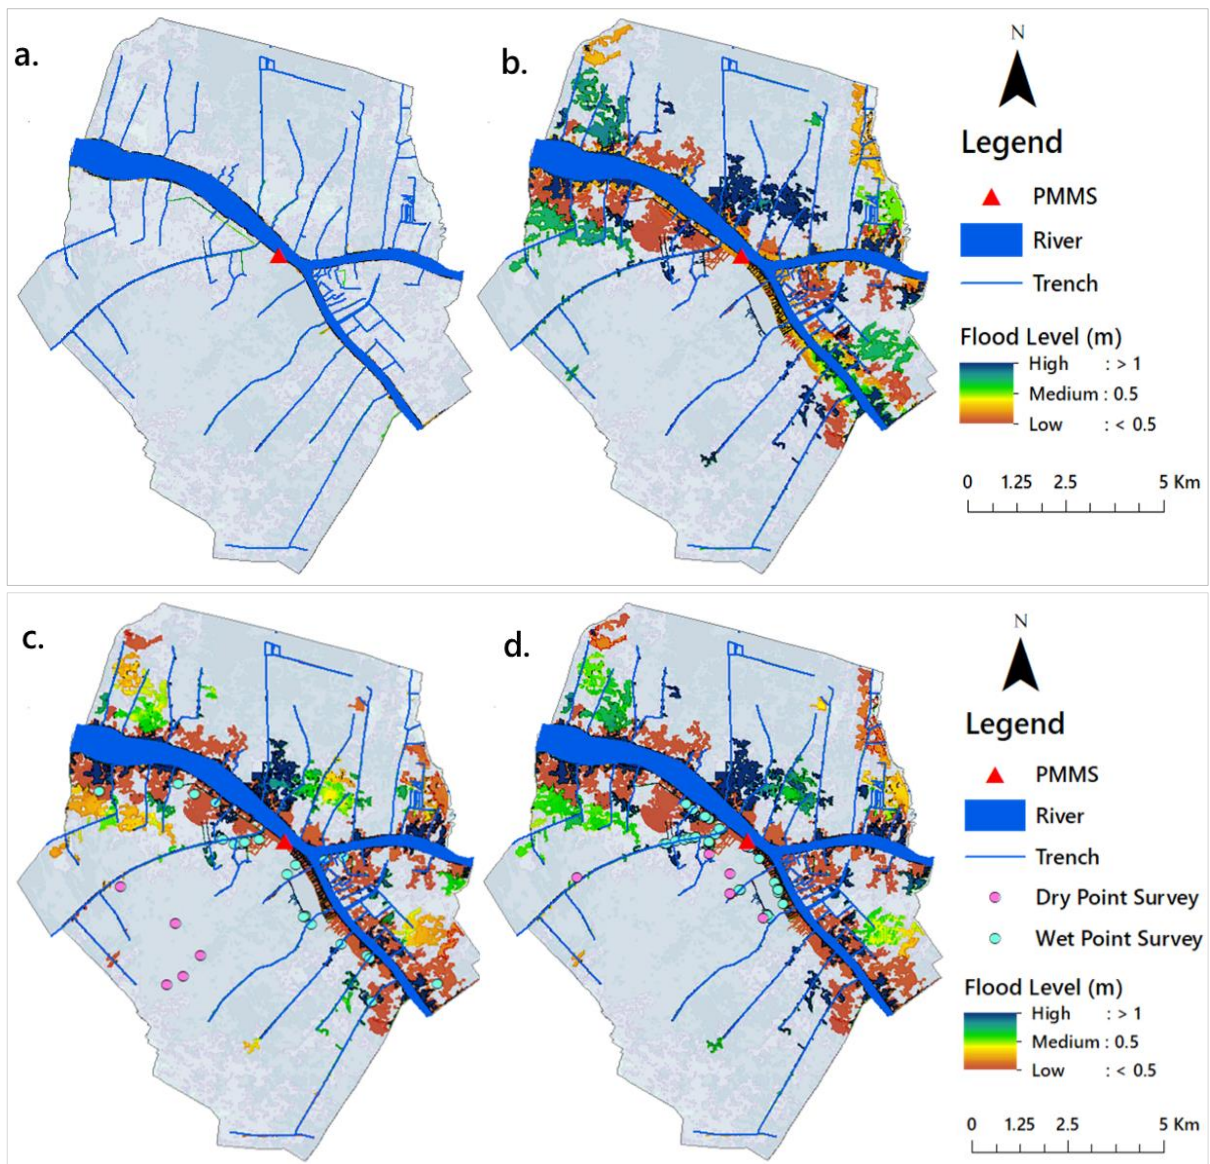 a.
b.
N
Legend
PMMS
River
Trench
Flood Level (m)
High : > 1
Medium : 0.5
Low : < 0.5
0 1.25 2.5 5 Km
c.
d.
N
Legend
PMMS
River
Trench
Dry Point Survey
Wet Point Survey
Flood Level (m)
High : > 1
Medium : 0.5
Low : < 0.5
0 1.25 2.5 5 Km